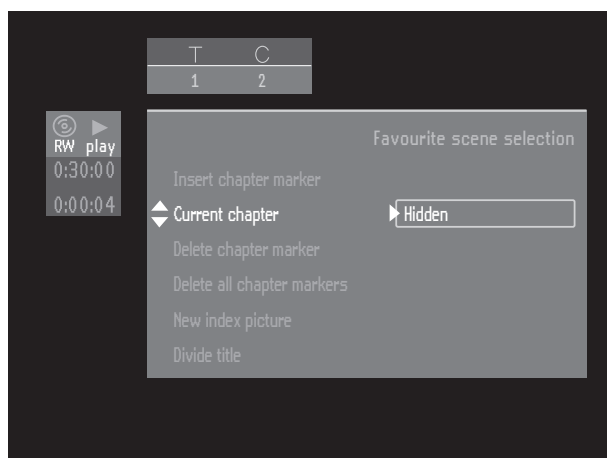 T C
1 2
RW play
0:30:00
0:00:04
Favourite scene selection
Insert chapter marker
Current chapter Hidden
Delete chapter marker
Delete all chapter markers
New index picture
Divide title